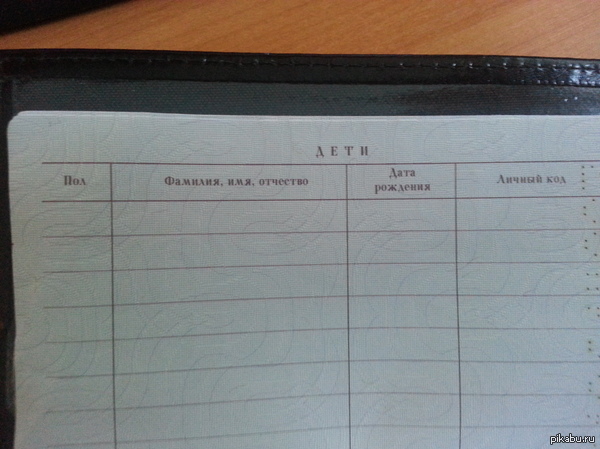 ДЕТИ
Пол
Фамилия, имя, отчество
Дата
рождения
Личный код
pikabu.ru